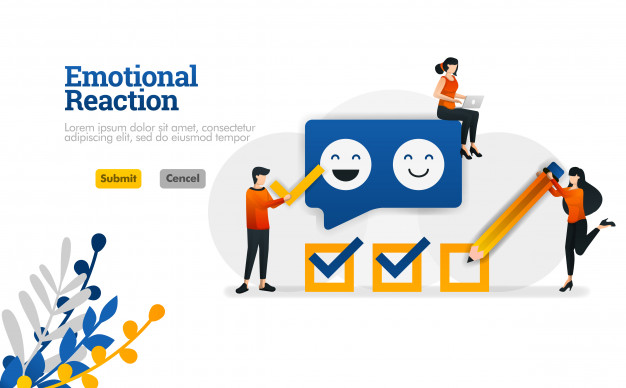 Emotional
Reaction
Lorem ipsum dolor sit amet, consectetur
adipiscing elit, sed do eiusmod tempor
Submit
Cencel